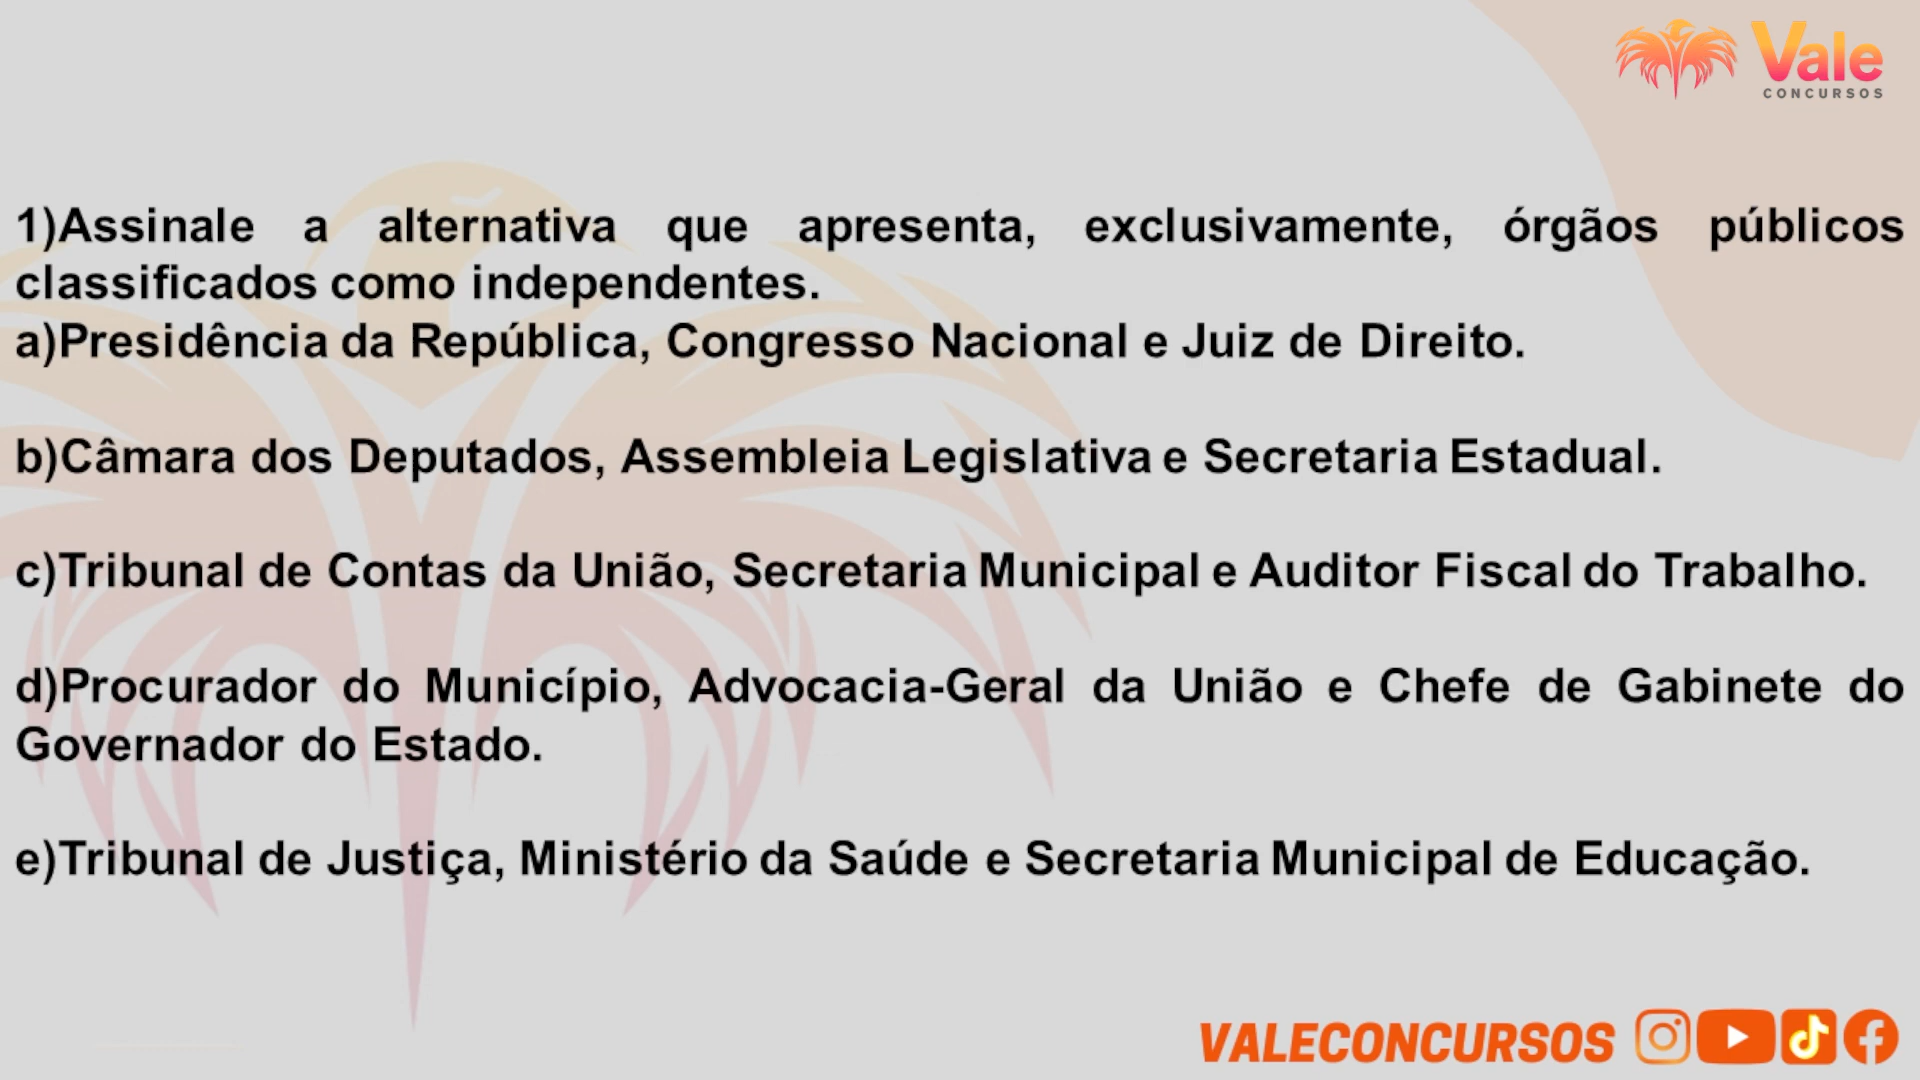 Vale
CONCURSOS
1)Assinale a alternativa que apresenta, exclusivamente, órgãos públicos
classificados como independentes.
a)Presidência da República, Congresso Nacional e Juiz de Direito.
b)Câmara dos Deputados, Assembleia Legislativa e Secretaria Estadual.
c)Tribunal de Contas da União, Secretaria Municipal e Auditor Fiscal do Trabalho.
d)Procurador do Município, Advocacia-Geral da União e Chefe de Gabinete do
Governador do Estado.
e)Tribunal de Justiça, Ministério da Saúde e Secretaria Municipal de Educação.
VALECONCURSOS